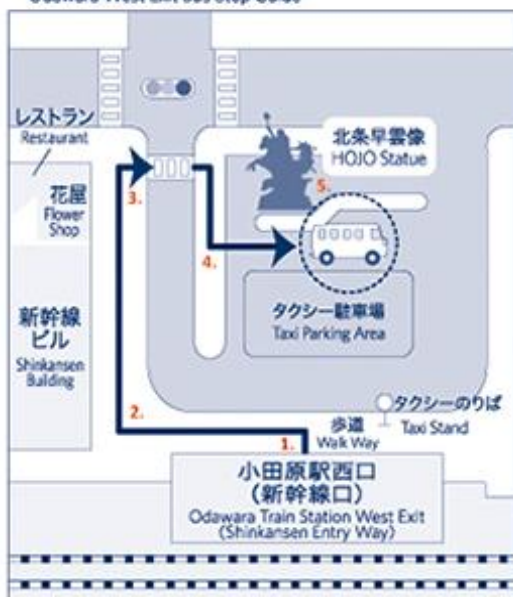 レストラン
Restaurant
花屋
Flower
Shop
新幹線
ビル
Shinkansen
Building
北条早雲像
HOJO Statue
5.
3.
4.
タクシー駐車場
Taxi Parking Area
2.
タクシーのりば
Taxi Stand
歩道
Walk Way
1.
小田原駅西口
(新幹線口)
Odawara Train Station West Exit
(Shinkansen Entry Way)